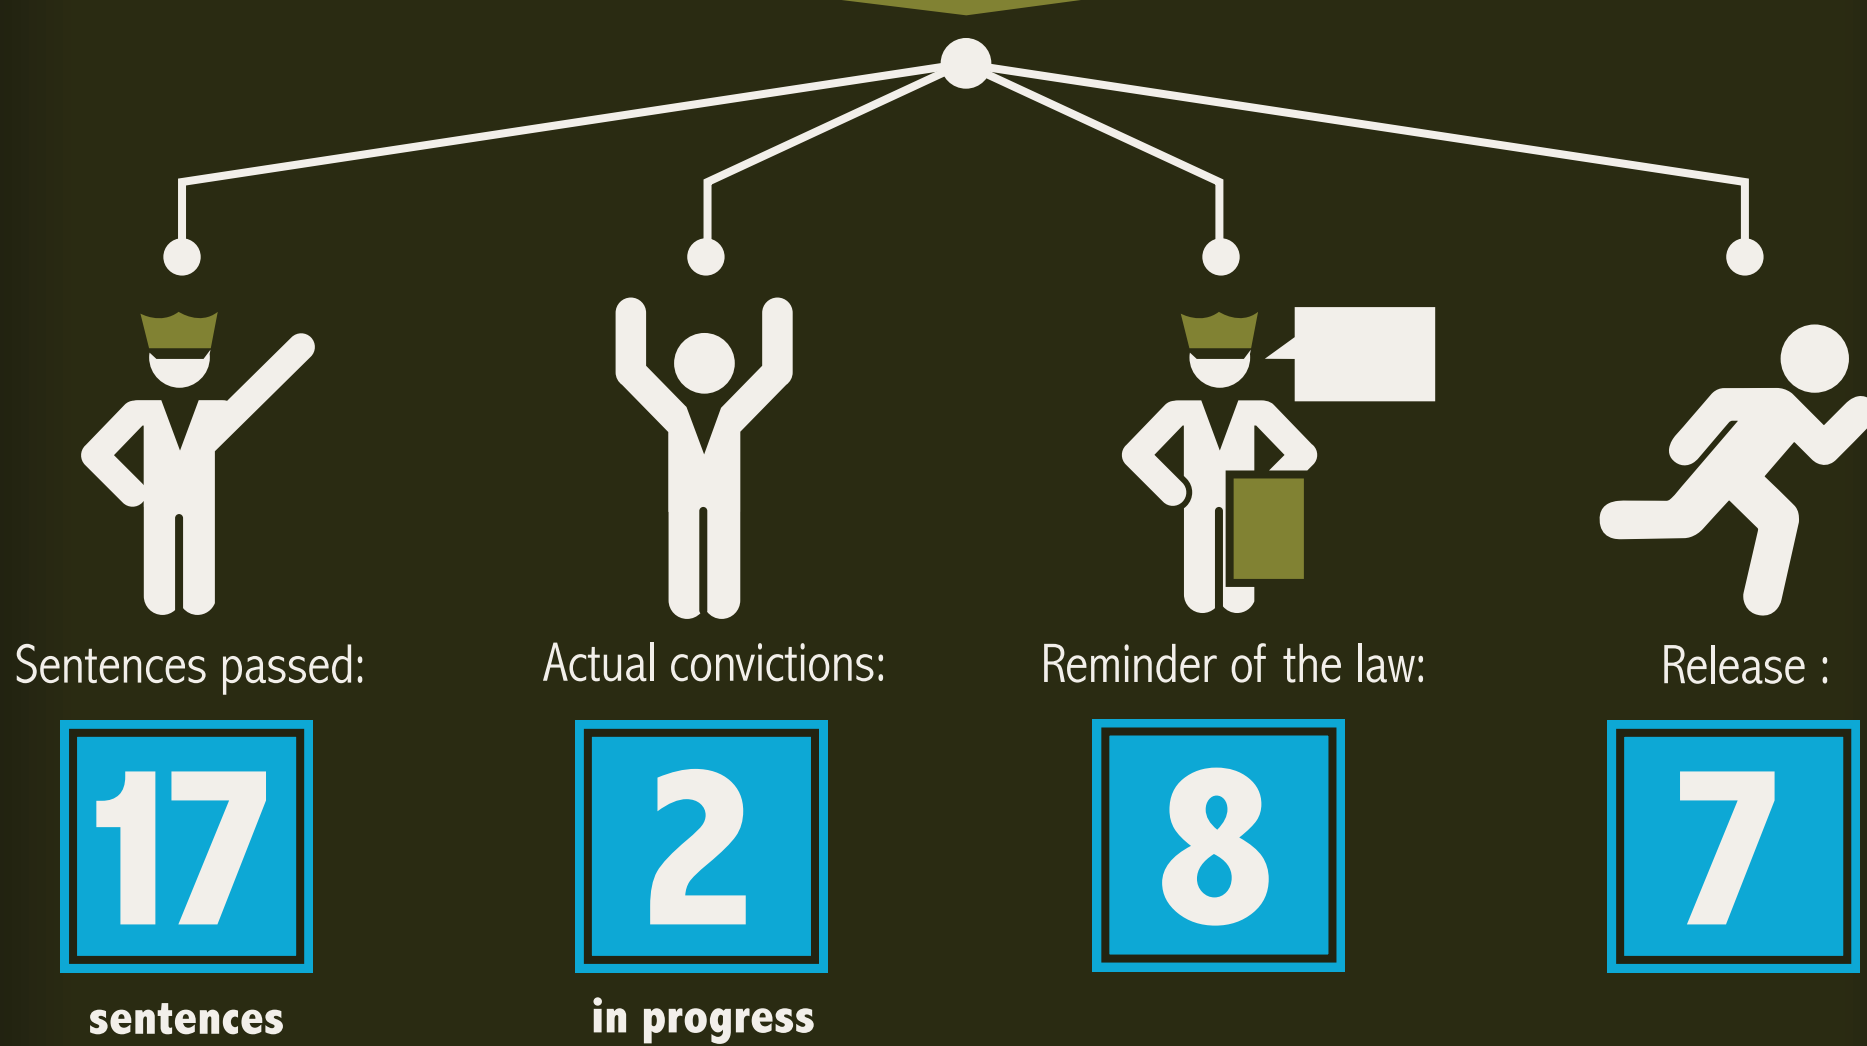 Sentences passed:
17
sentences
Actual convictions:
2
in progress
Reminder of the law:
8
Release :
7